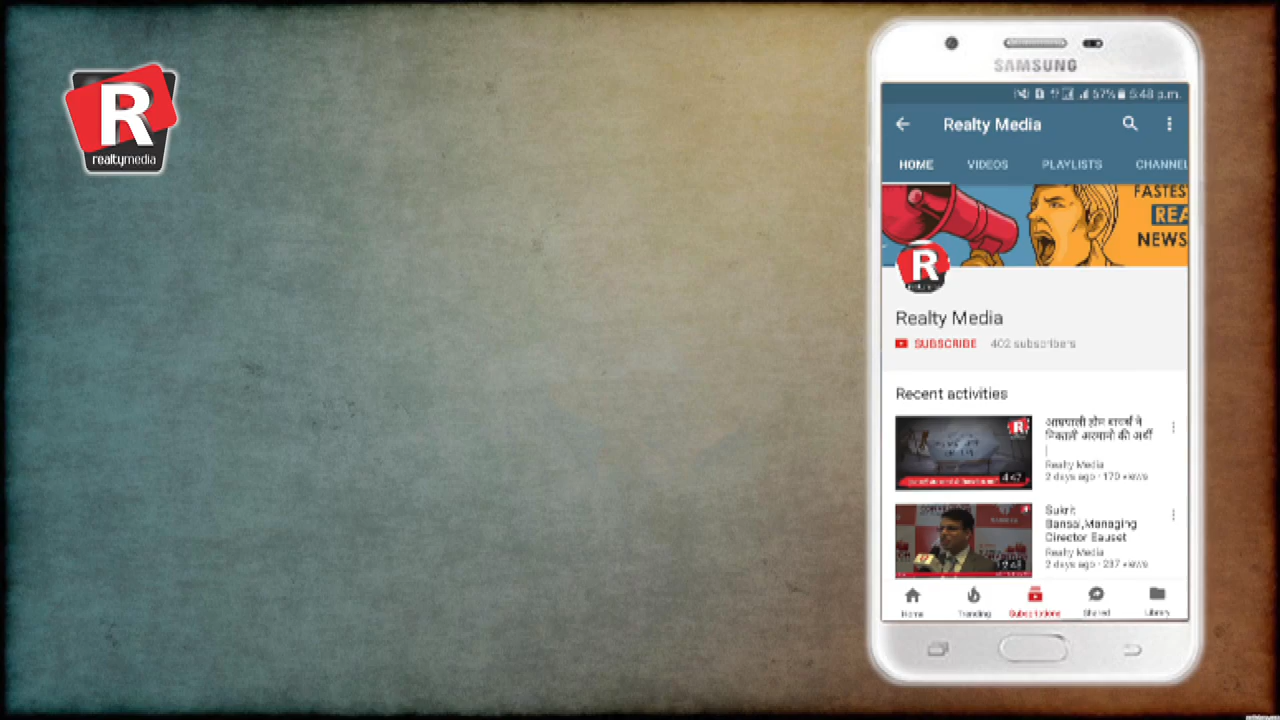 R
realtymedia
SAMSUNG
57% 5:48 p.m.
Realty Media
HOME VIDEOS PLAYLISTS CHANNEL
FASTES
REA
NEWS
R
Realty Media
SUBSCRIBE 402 subscribers
Recent activities
आम्रपाली होम बायर्स ने
निकाली अरमानो की अर्थी
|
Realty Media
2 days ago · 170 views
4:47
Sukrit
Bansal,Managing
Director Eauset
Realty Media
2 days ago · 237 views
Home Trending Subscriptions Shared Library